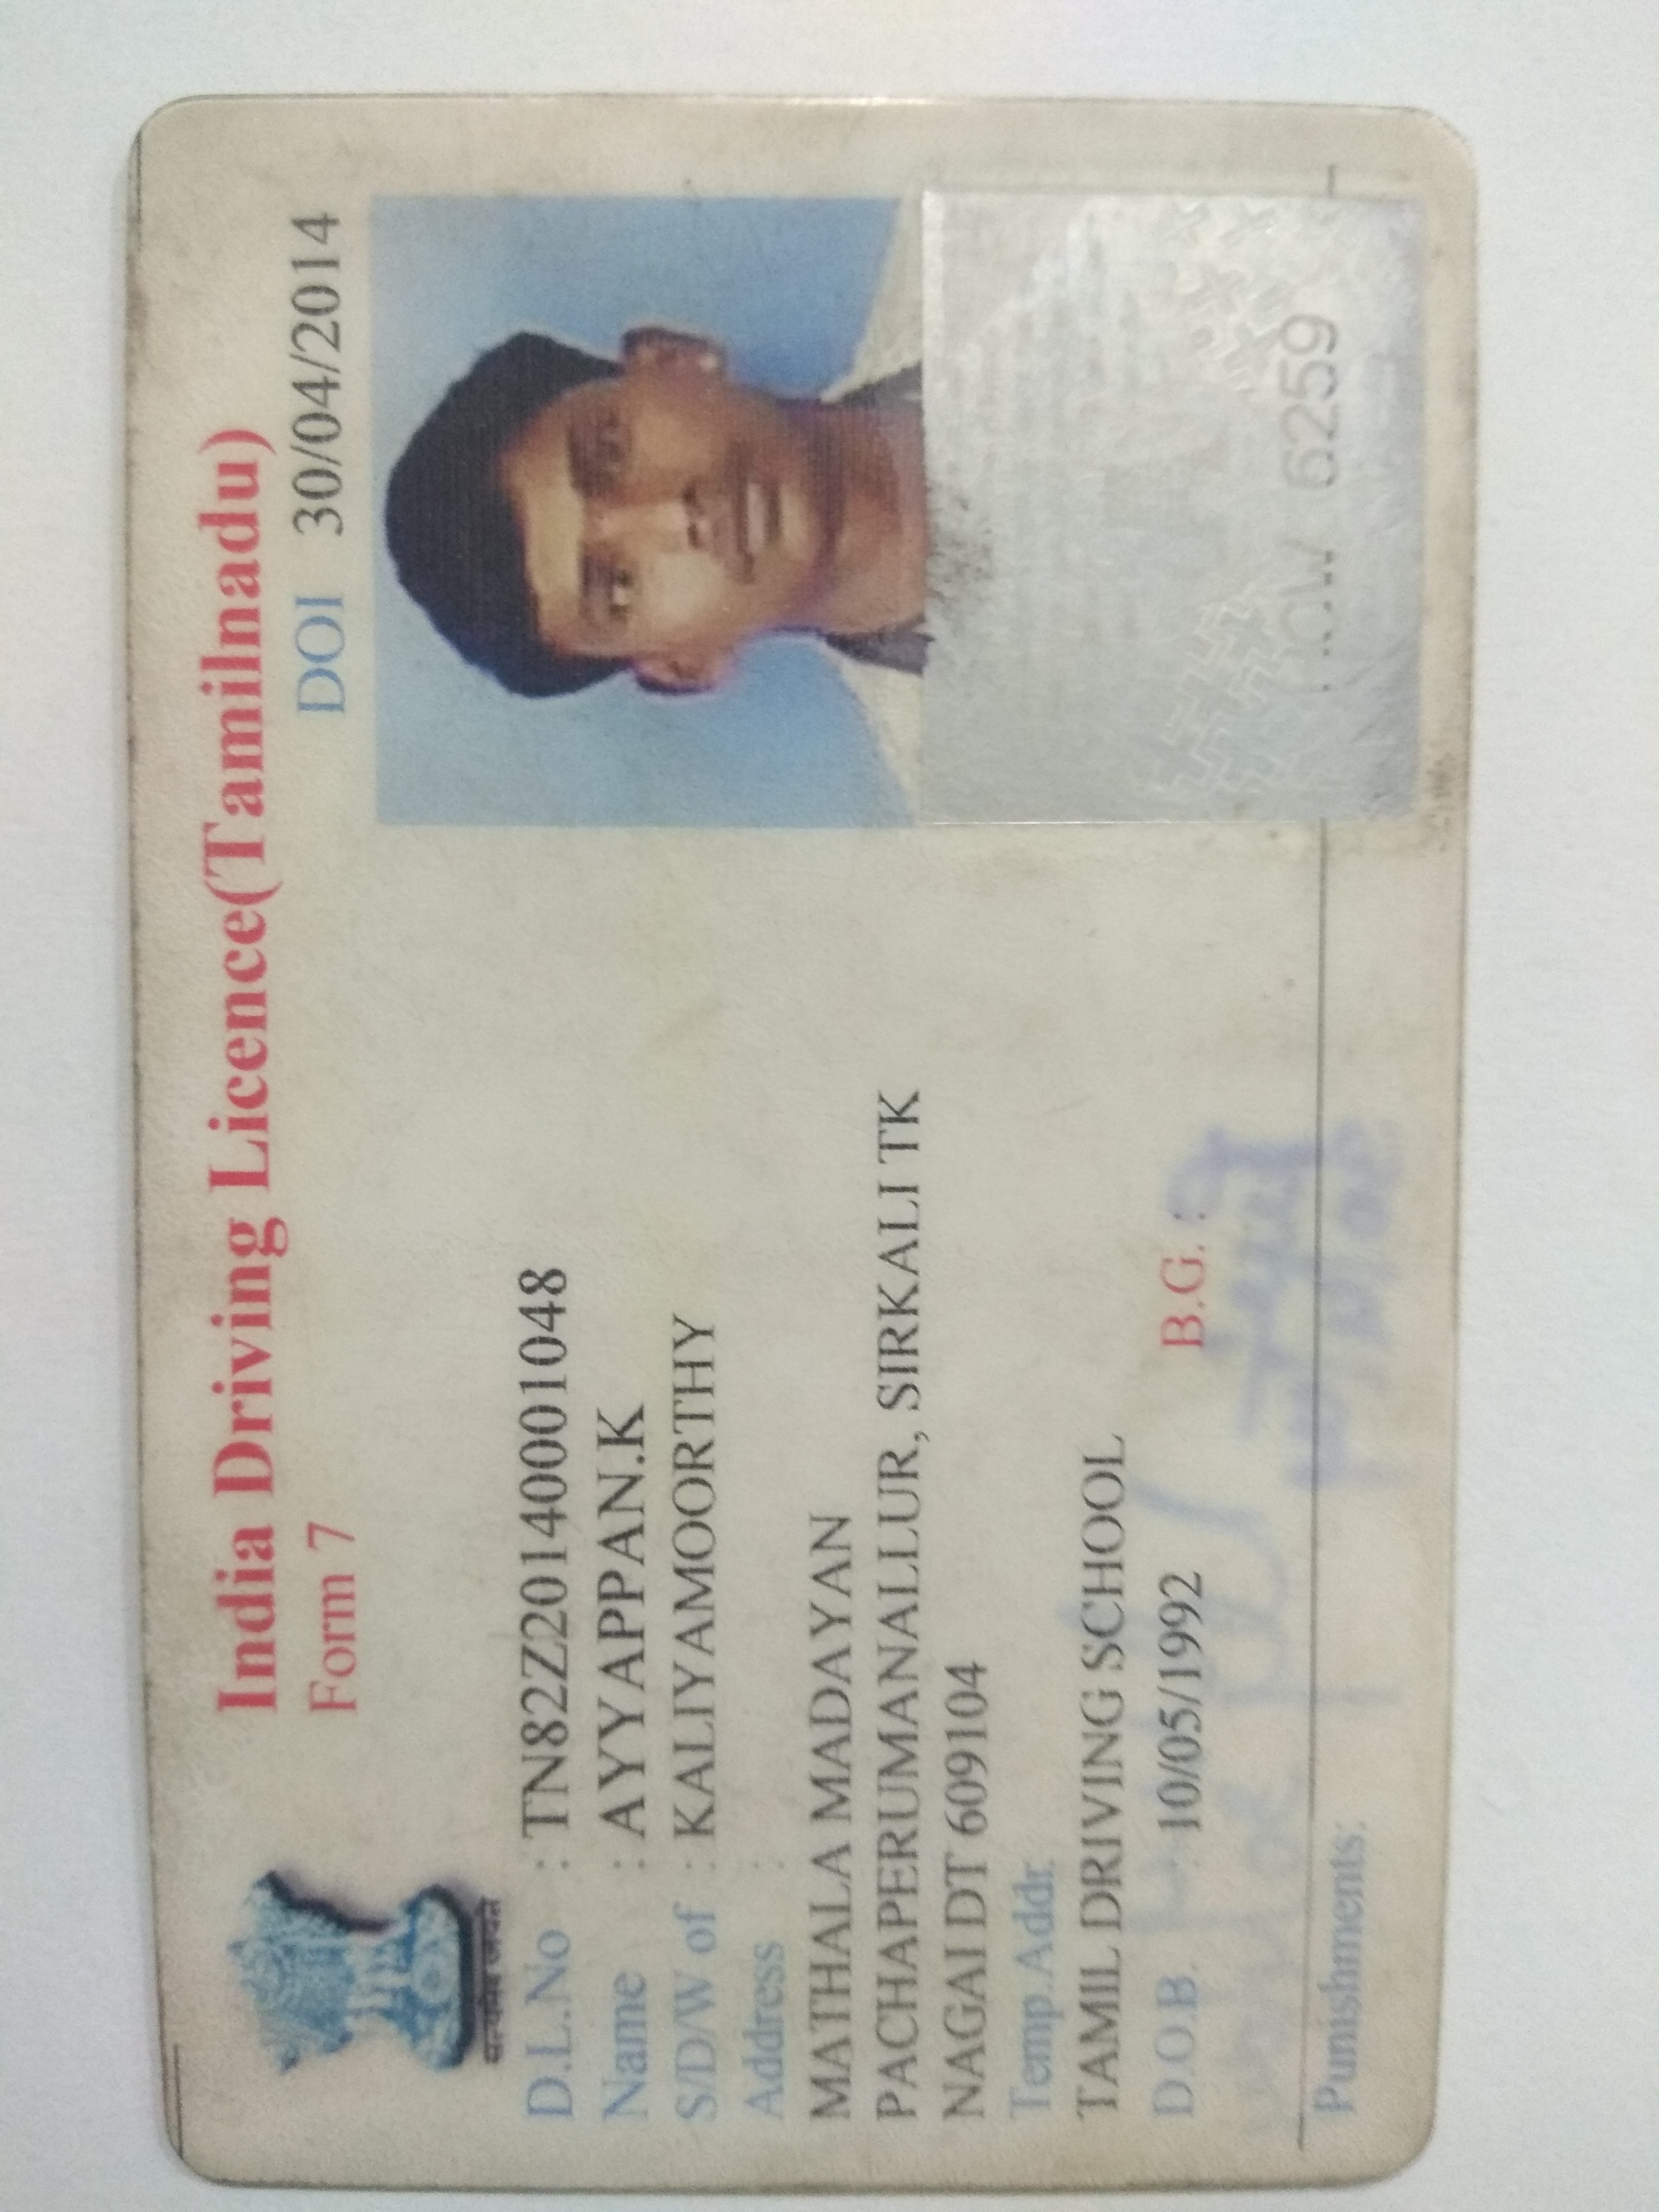 India Driving Licence(Tamilnadu)
Form 7
DOI 30/04/2014
D.L.No : TN82Z20140001048
Name : AYYAPPAN.K
S/D/W of : KALIYAMOORTHY
Address :
MATHALA MADAYAN
PACHAPERUMANALLUR, SIRKALI TK
NAGAI DT 609104
Temp.Addr.
TAMIL DRIVING SCHOOL
D.O.B. : 10/05/1992 B.G. :
Punishments:
6259